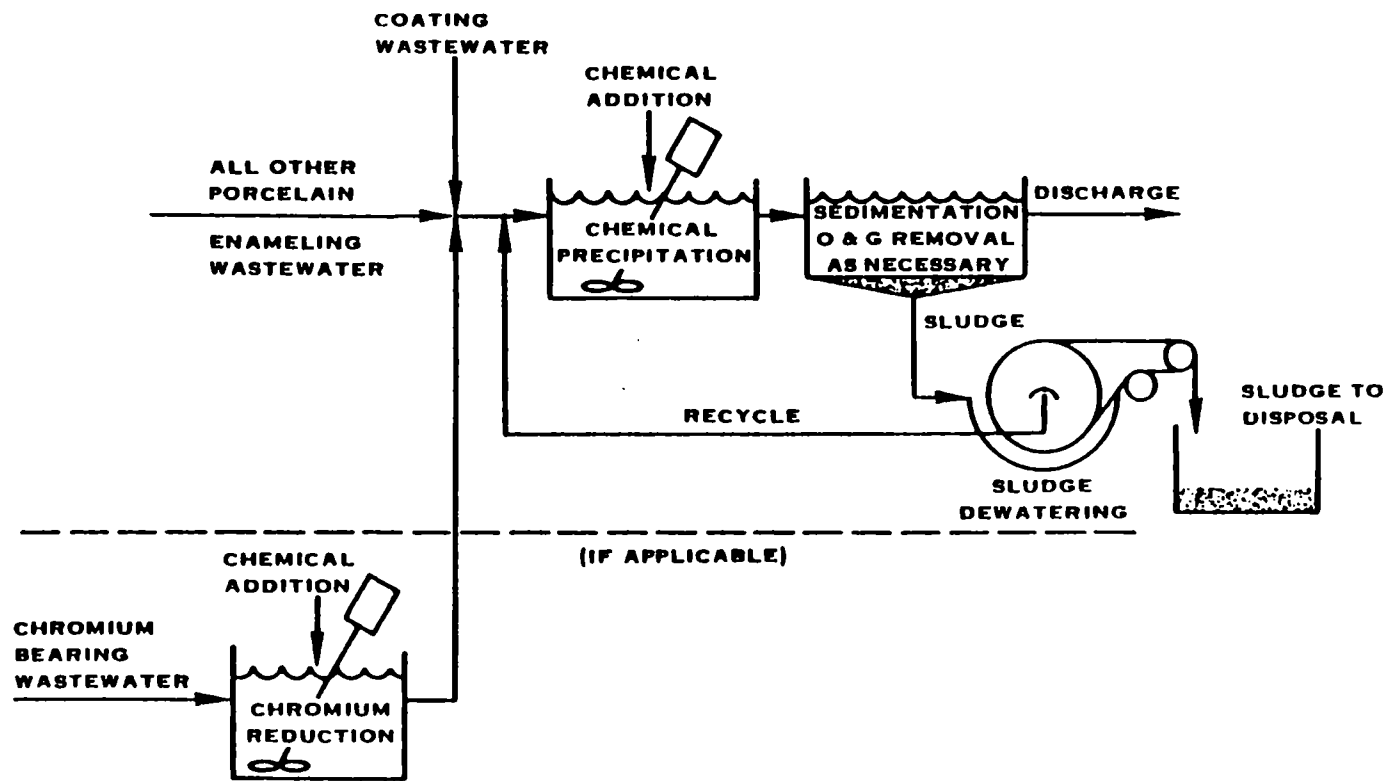 COATING
WASTEWATER
CHEMICAL
ADDITION
ALL OTHER
PORCELAIN
ENAMELING
WASTEWATER
CHEMICAL
PRECIPITATION
SEDIMENTATION
O & G REMOVAL
AS NECESSARY
DISCHARGE
SLUDGE
RECYCLE
SLUDGE TO
DISPOSAL
SLUDGE
DEWATERING
(IF APPLICABLE)
CHEMICAL
ADDITION
CHROMIUM
BEARING
WASTEWATER
CHROMIUM
REDUCTION